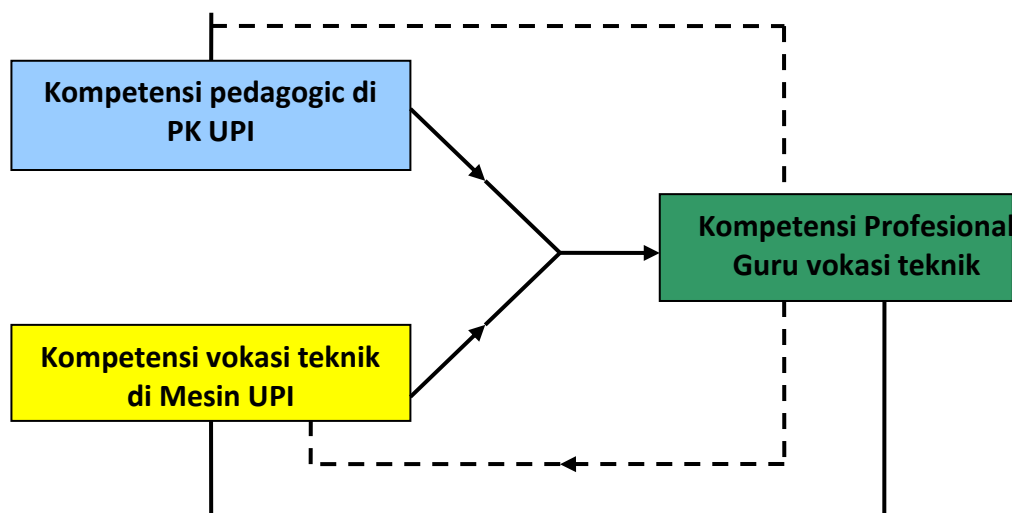 Kompetensi pedagogic di
PK UPI
Kompetensi Profesional
Guru vokasi teknik
Kompetensi vokasi teknik
di Mesin UPI